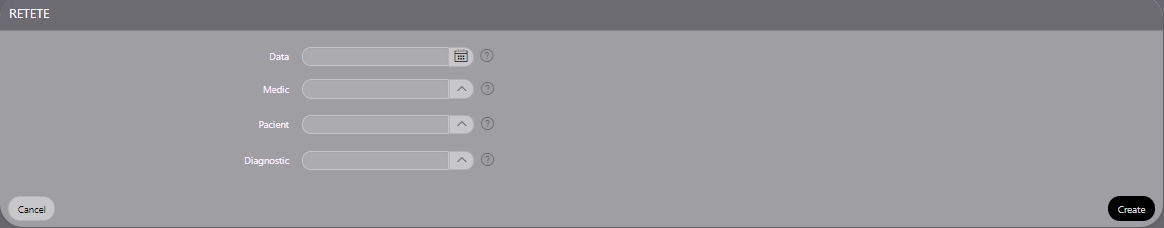 RETETE
Data
Medic
Pacient
Diagnostic
Cancel
Create